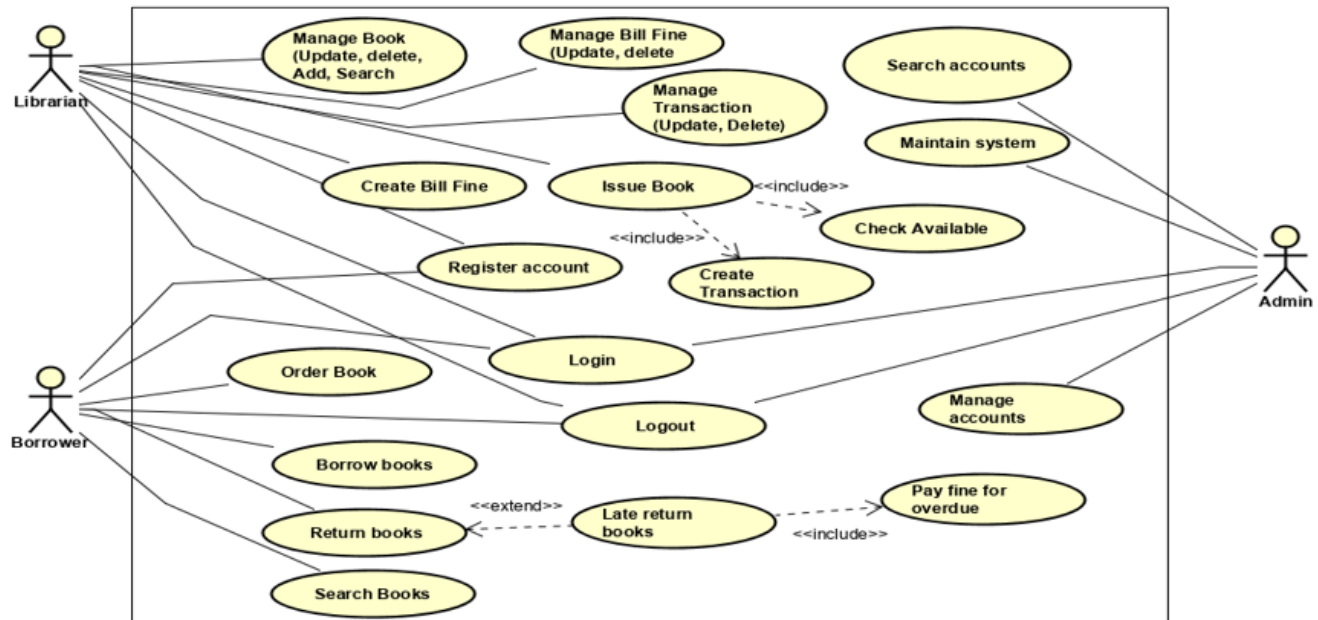 Manage Book
(Update, delete,
Add, Search
Manage Bill Fine
(Update, delete
Search accounts
Librarian
Manage
Transaction
(Update, Delete)
Maintain system
Create Bill Fine
Issue Book
<<include>>
Check Available
<<include>>
Register account
Create
Transaction
Admin
Login
Order Book
Manage
accounts
Logout
Borrower
Borrow books
Pay fine for
overdue
<<extend>>
Late return
books
Return books
<<include>>
Search Books